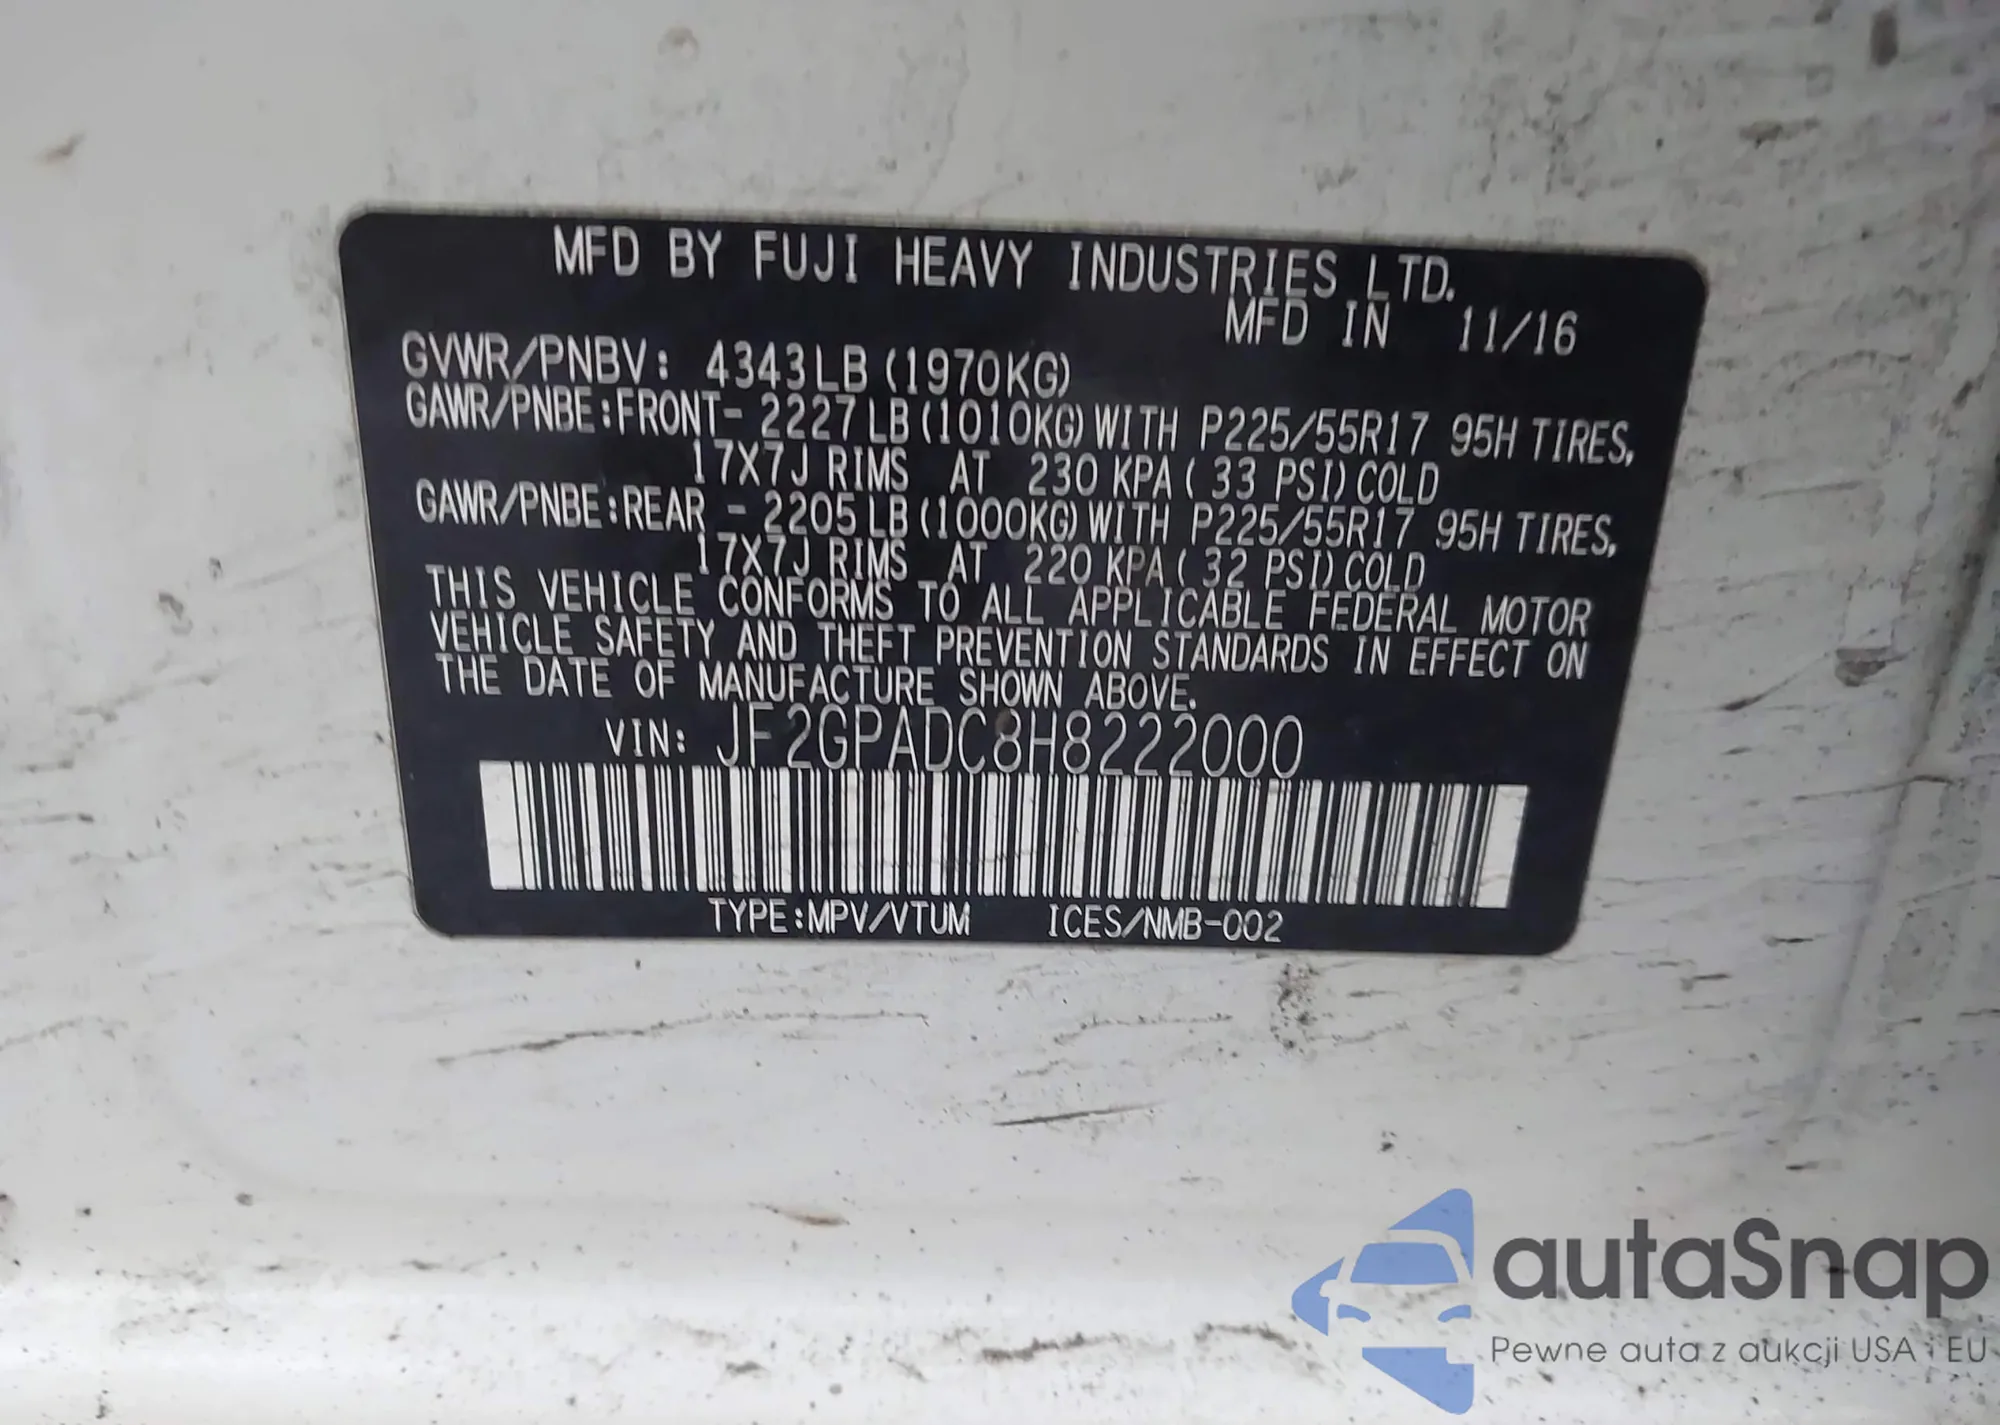 MFD BY FUJI HEAVY INDUSTRIES LTD.
MFD IN 11/16
GVWR/PNBV: 4343LB(1970KG)
GAWR/PNBE:FRONT- 2227LB(1010KG)WITH P225/55R17 95H TIRES,
17X7J RIMS AT 230 KPA( 33 PSI)COLD
GAWR/PNBE:REAR - 2205LB(1000KG)WITH P225/55R17 95H TIRES,
17X7J RIMS AT 220 KPA( 32 PSI)COLD
THIS VEHICLE CONFORMS TO ALL APPLICABLE FEDERAL MOTOR
VEHICLE SAFETY AND THEFT PREVENTION STANDARDS IN EFFECT ON
THE DATE OF MANUFACTURE SHOWN ABOVE.
VIN: JF2GPADC8H8222000
TYPE:MPV/VTUM ICES/NMB-002
autaSnap
Pewne auta z aukcji USA i EU